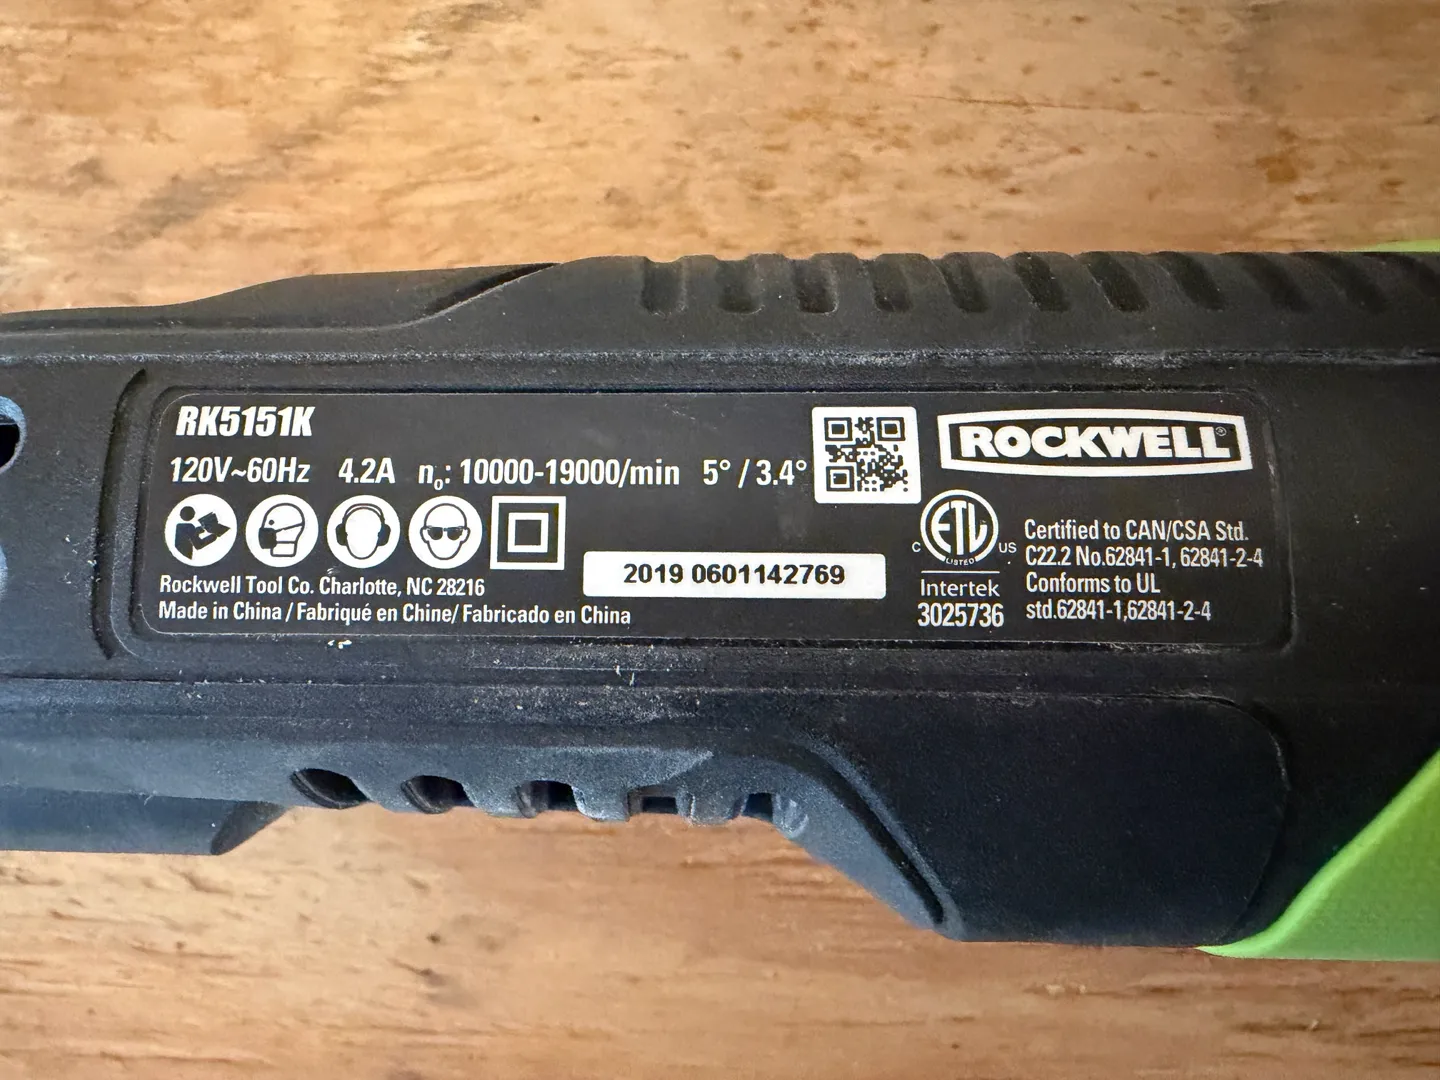 RK5151K
120V~60Hz 4.2A n₀: 10000-19000/min 5° / 3.4°
ROCKWELL®
Rockwell Tool Co. Charlotte, NC 28216
Made in China / Fabriqué en Chine/ Fabricado en China
2019 0601142769
C ETL US
LISTED
Intertek
3025736
Certified to CAN/CSA Std.
C22.2 No.62841-1, 62841-2-4
Conforms to UL
std.62841-1,62841-2-4